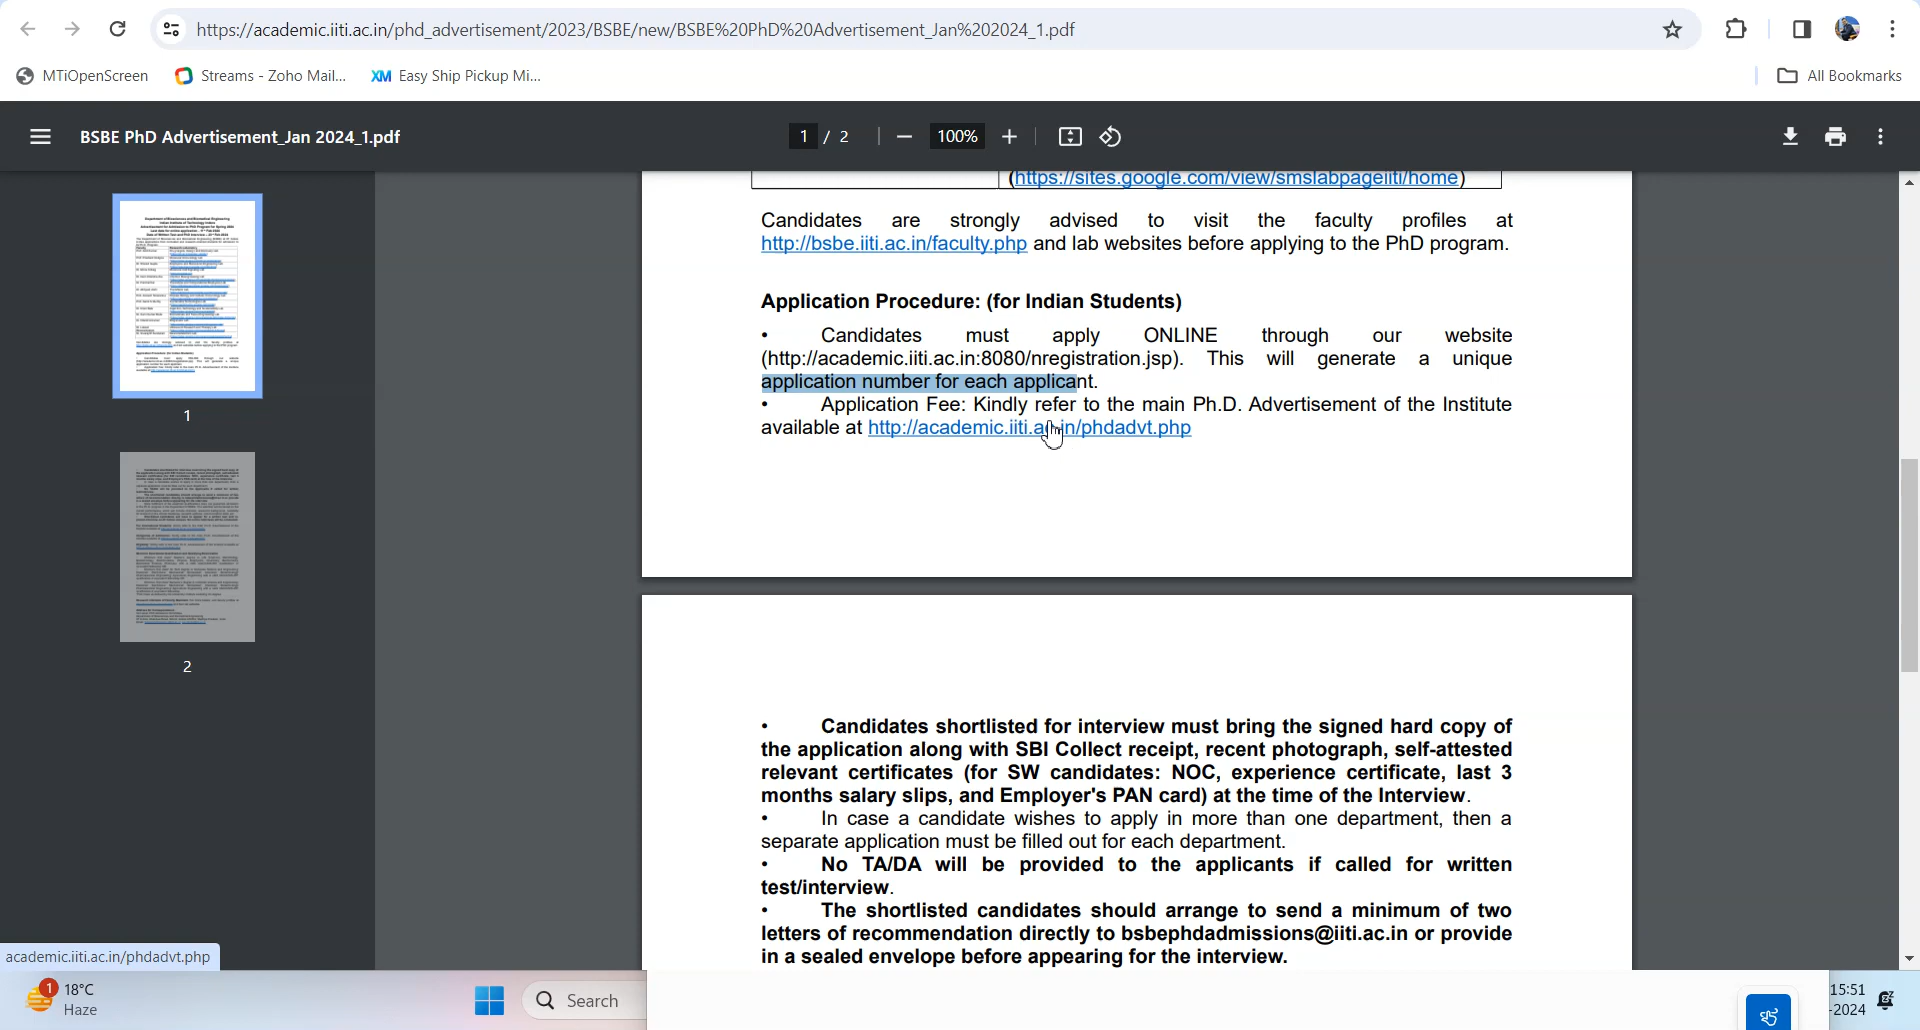 https://academic.iiti.ac.in/phd_advertisement/2023/BSBE/new/BSBE%20PhD%20Advertisement_Jan%202024_1.pdf
MTiOpenScreen
Streams - Zoho Mail...
XM Easy Ship Pickup Mi...
All Bookmarks
BSBE PhD Advertisement_Jan 2024_1.pdf
1 / 2
100%
(https://sites.google.com/view/smslabpageiiti/home)
Candidates are strongly advised to visit the faculty profiles at
http://bsbe.iiti.ac.in/faculty.php and lab websites before applying to the PhD program.
Application Procedure: (for Indian Students)
• Candidates must apply ONLINE through our website
(http://academic.iiti.ac.in:8080/nregistration.jsp). This will generate a unique
application number for each applicant.
• Application Fee: Kindly refer to the main Ph.D. Advertisement of the Institute
available at http://academic.iiti.ac.in/phdadvt.php
• Candidates shortlisted for interview must bring the signed hard copy of
the application along with SBI Collect receipt, recent photograph, self-attested
relevant certificates (for SW candidates: NOC, experience certificate, last 3
months salary slips, and Employer's PAN card) at the time of the Interview.
• In case a candidate wishes to apply in more than one department, then a
separate application must be filled out for each department.
• No TA/DA will be provided to the applicants if called for written
test/interview.
• The shortlisted candidates should arrange to send a minimum of two
letters of recommendation directly to bsbephdadmissions@iiti.ac.in or provide
in a sealed envelope before appearing for the interview.
1
2
academic.iiti.ac.in/phdadvt.php
1
18°C
Haze
Search
15:51
-2024